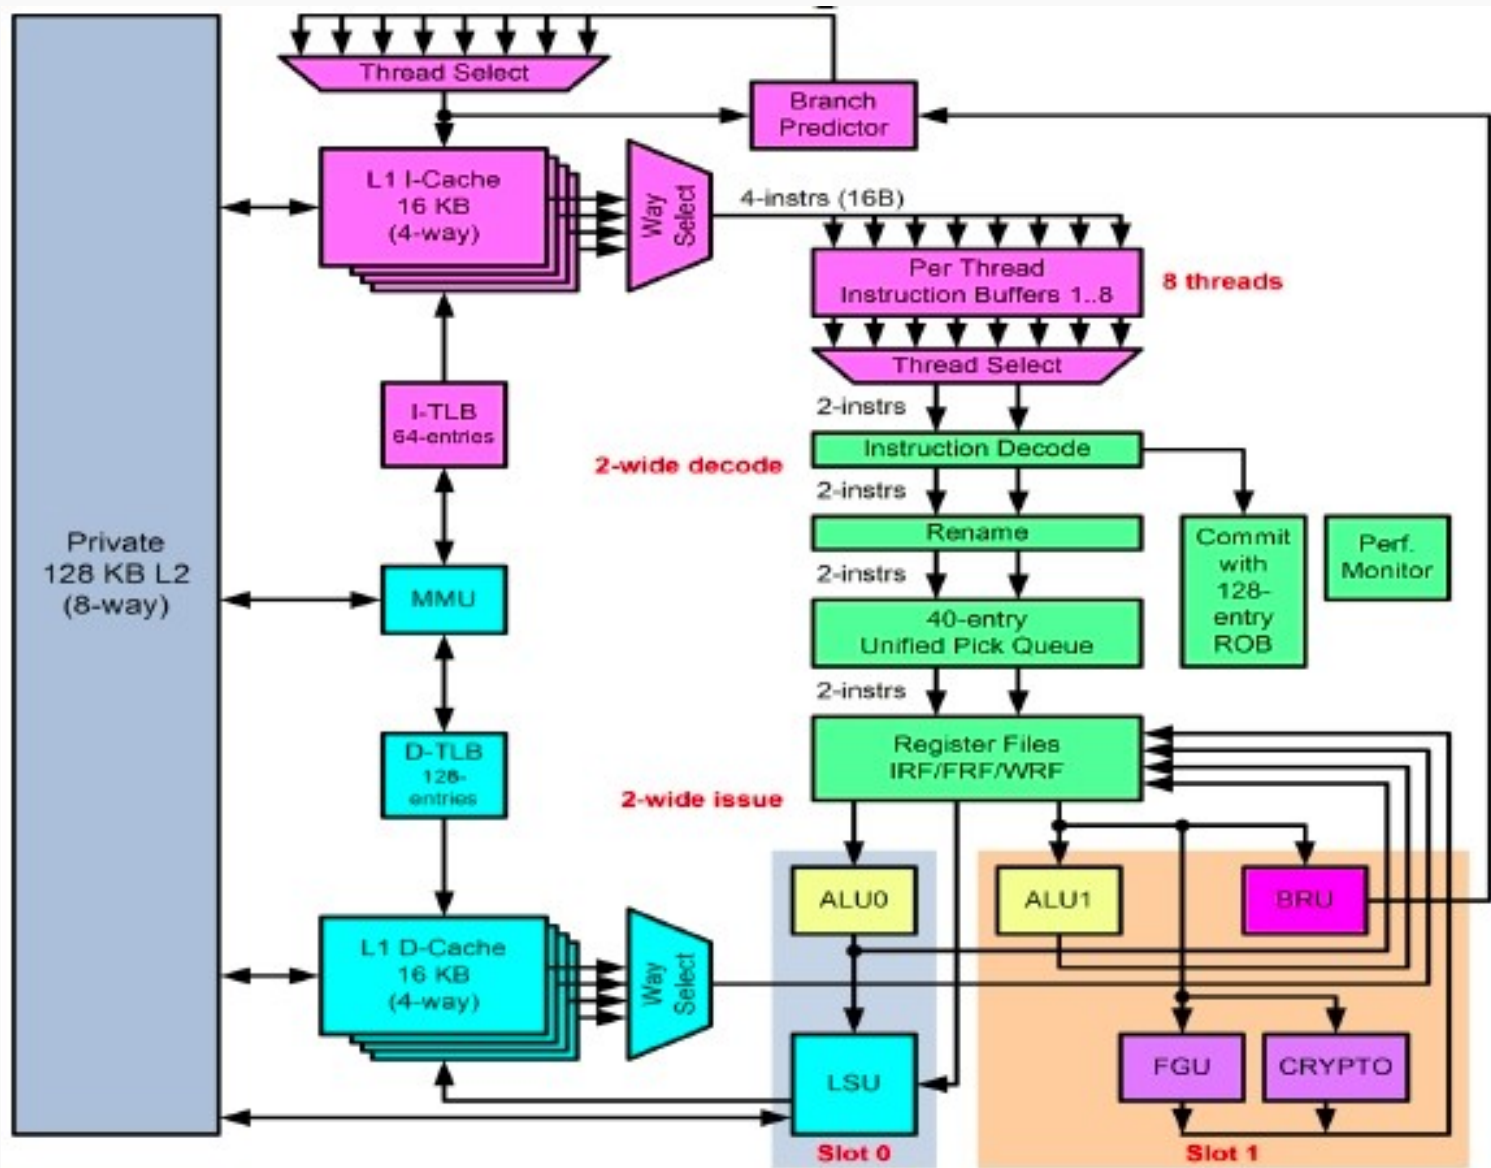 Thread Select
Branch
Predictor
L1 I-Cache
16 KB
(4-way)
Way
Select
4-instrs (16B)
Per Thread
Instruction Buffers 1..8
8 threads
Thread Select
I-TLB
64-entries
2-instrs
Instruction Decode
2-wide decode
2-instrs
Rename
Commit
with
128-
entry
ROB
Perf.
Monitor
Private
128 KB L2
(8-way)
MMU
2-instrs
40-entry
Unified Pick Queue
2-instrs
D-TLB
128-
entries
Register Files
IRF/FRF/WRF
2-wide issue
ALU0
ALU1
BRU
L1 D-Cache
16 KB
(4-way)
Way
Select
LSU
FGU
CRYPTO
Slot 0
Slot 1